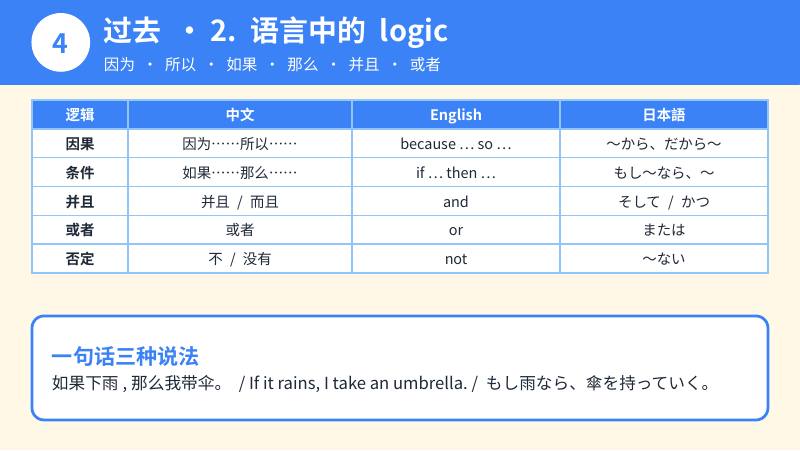 4
过去 · 2. 语言中的 logic
因为 · 所以 · 如果 · 那么 · 并且 · 或者
逻辑 中文 English 日本語
因果 因为……所以…… because … so … ～から、だから～
条件 如果……那么…… if … then … もし～なら、～
并且 并且 / 而且 and そして / かつ
或者 或者 or または
否定 不 / 没有 not ～ない
一句话三种说法
如果下雨 , 那么我带伞。 / If it rains, I take an umbrella. / もし雨なら、傘を持っていく。